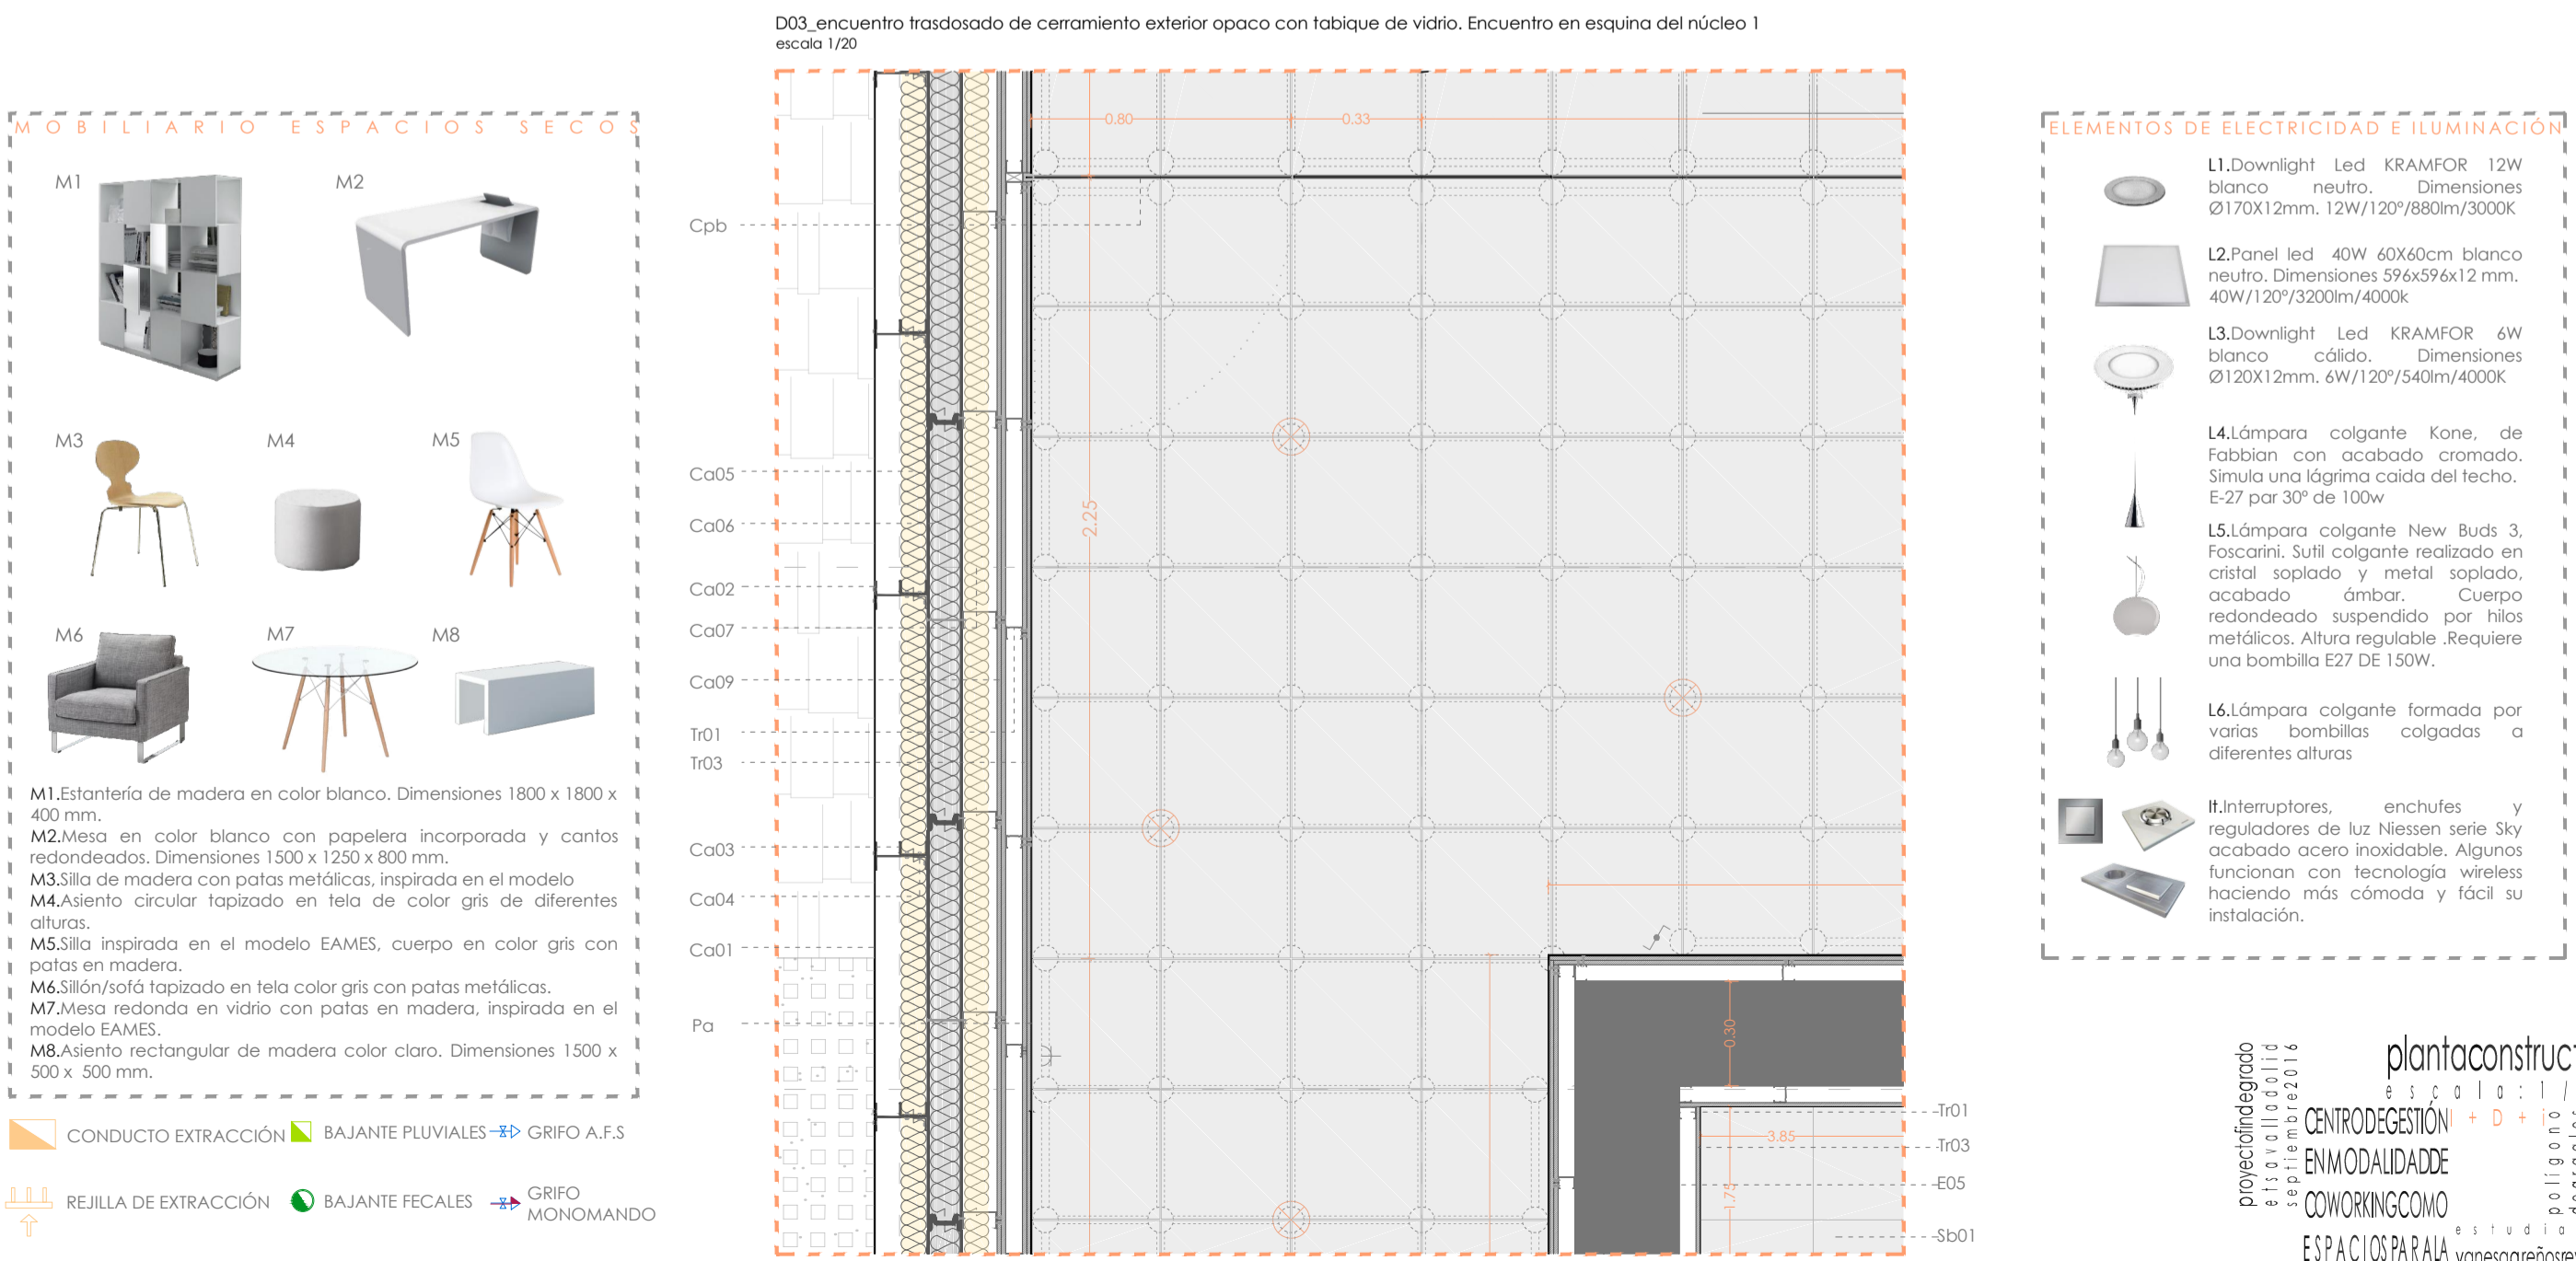 D03_encuentro trasdosado de cerramiento exterior opaco con tabique de vidrio. Encuentro en esquina del núcleo 1
escala 1/20
MOBILIARIO ESPACIOS SECOS
M1
M2
M3
M4
M5
M6
M7
M8
M1.Estantería de madera en color blanco. Dimensiones 1800 x 1800 x
400 mm.
M2.Mesa en color blanco con papelera incorporada y cantos
redondeados. Dimensiones 1500 x 1250 x 800 mm.
M3.Silla de madera con patas metálicas, inspirada en el modelo
M4.Asiento circular tapizado en tela de color gris de diferentes
alturas.
M5.Silla inspirada en el modelo EAMES, cuerpo en color gris con
patas en madera.
M6.Sillón/sofá tapizado en tela color gris con patas metálicas.
M7.Mesa redonda en vidrio con patas en madera, inspirada en el
modelo EAMES.
M8.Asiento rectangular de madera color claro. Dimensiones 1500 x
500 x 500 mm.
CONDUCTO EXTRACCIÓN
BAJANTE PLUVIALES
GRIFO A.F.S
REJILLA DE EXTRACCIÓN
BAJANTE FECALES
GRIFO
MONOMANDO
Cpb
Ca05
Ca06
Ca02
Ca07
Ca09
Tr01
Tr03
Ca03
Ca04
Ca01
Pa
0.80
0.33
2.25
0.30
3.85
1.75
Tr01
Tr03
E05
Sb01
ELEMENTOS DE ELECTRICIDAD E ILUMINACIÓN
L1.Downlight Led KRAMFOR 12W
blanco neutro. Dimensiones
Ø170X12mm. 12W/120º/880lm/3000K
L2.Panel led 40W 60X60cm blanco
neutro. Dimensiones 596x596x12 mm.
40W/120º/3200lm/4000k
L3.Downlight Led KRAMFOR 6W
blanco cálido. Dimensiones
Ø120X12mm. 6W/120º/540lm/4000K
L4.Lámpara colgante Kone, de
Fabbian con acabado cromado.
Simula una lágrima caida del techo.
E-27 par 30º de 100w
L5.Lámpara colgante New Buds 3,
Foscarini. Sutil colgante realizado en
cristal soplado y metal soplado,
acabado ámbar. Cuerpo
redondeado suspendido por hilos
metálicos. Altura regulable .Requiere
una bombilla E27 DE 150W.
L6.Lámpara colgante formada por
varias bombillas colgadas a
diferentes alturas
It.Interruptores, enchufes y
reguladores de luz Niessen serie Sky
acabado acero inoxidable. Algunos
funcionan con tecnología wireless
haciendo más cómoda y fácil su
instalación.
proyectofindegrado
etsavalladolid
septiembre2016
plantaconstruc
escala:1/
CENTRODEGESTIÓN I+D+i
ENMODALIDADDE
COWORKINGCOMO
ESPACIOSPARALA
polígono
estudia